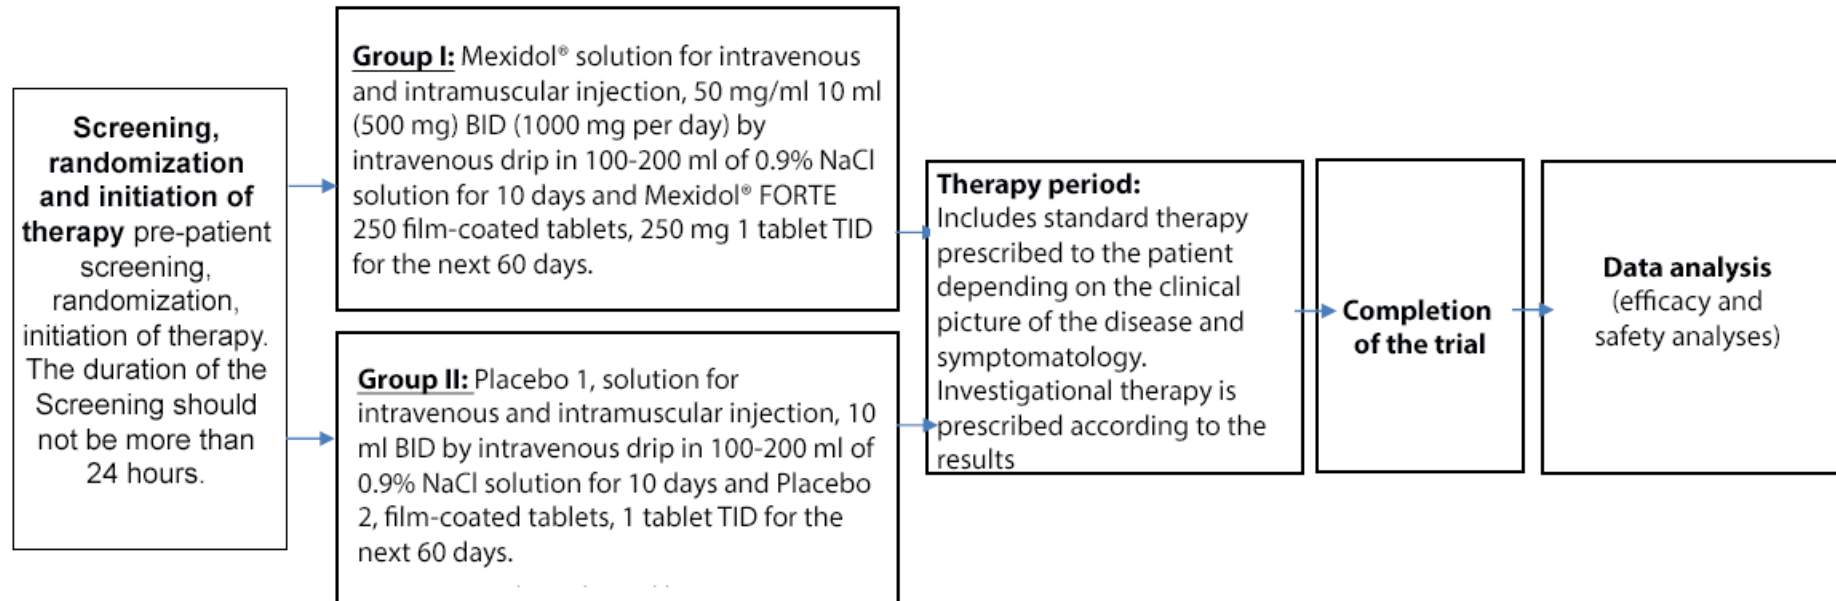 Screening,
randomization
and initiation of
therapy pre-patient
screening,
randomization,
initiation of therapy.
The duration of the
Screening should
not be more than
24 hours.
Group I: Mexidol® solution for intravenous
and intramuscular injection, 50 mg/ml 10 ml
(500 mg) BID (1000 mg per day) by
intravenous drip in 100-200 ml of 0.9% NaCl
solution for 10 days and Mexidol® FORTE
250 film-coated tablets, 250 mg 1 tablet TID
for the next 60 days.
Group II: Placebo 1, solution for
intravenous and intramuscular injection, 10
ml BID by intravenous drip in 100-200 ml of
0.9% NaCl solution for 10 days and Placebo
2, film-coated tablets, 1 tablet TID for the
next 60 days.
Therapy period:
Includes standard therapy
prescribed to the patient
depending on the clinical
picture of the disease and
symptomatology.
Investigational therapy is
prescribed according to the
results
Completion
of the trial
Data analysis
(efficacy and
safety analyses)